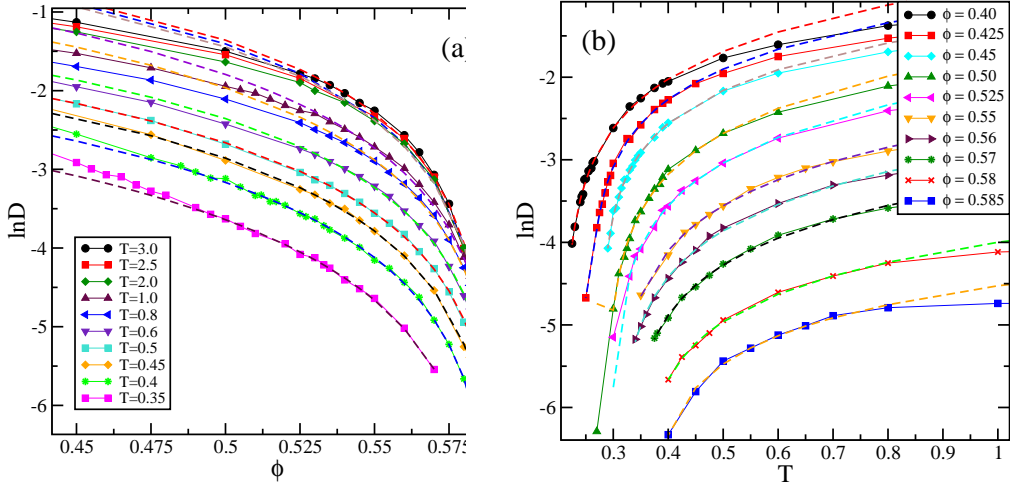 -1
-2
-3
-4
-5
-6
lnD
(a)
T=3.0
T=2.5
T=2.0
T=1.0
T=0.8
T=0.6
T=0.5
T=0.45
T=0.4
T=0.35
0.45
0.475
0.5
0.525
0.55
0.575
ϕ
-2
-3
-4
-5
-6
lnD
(b)
ϕ = 0.40
ϕ = 0.425
ϕ = 0.45
ϕ = 0.50
ϕ = 0.525
ϕ = 0.55
ϕ = 0.56
ϕ = 0.57
ϕ = 0.58
ϕ = 0.585
0.3
0.4
0.5
0.6
0.7
0.8
0.9
1
T